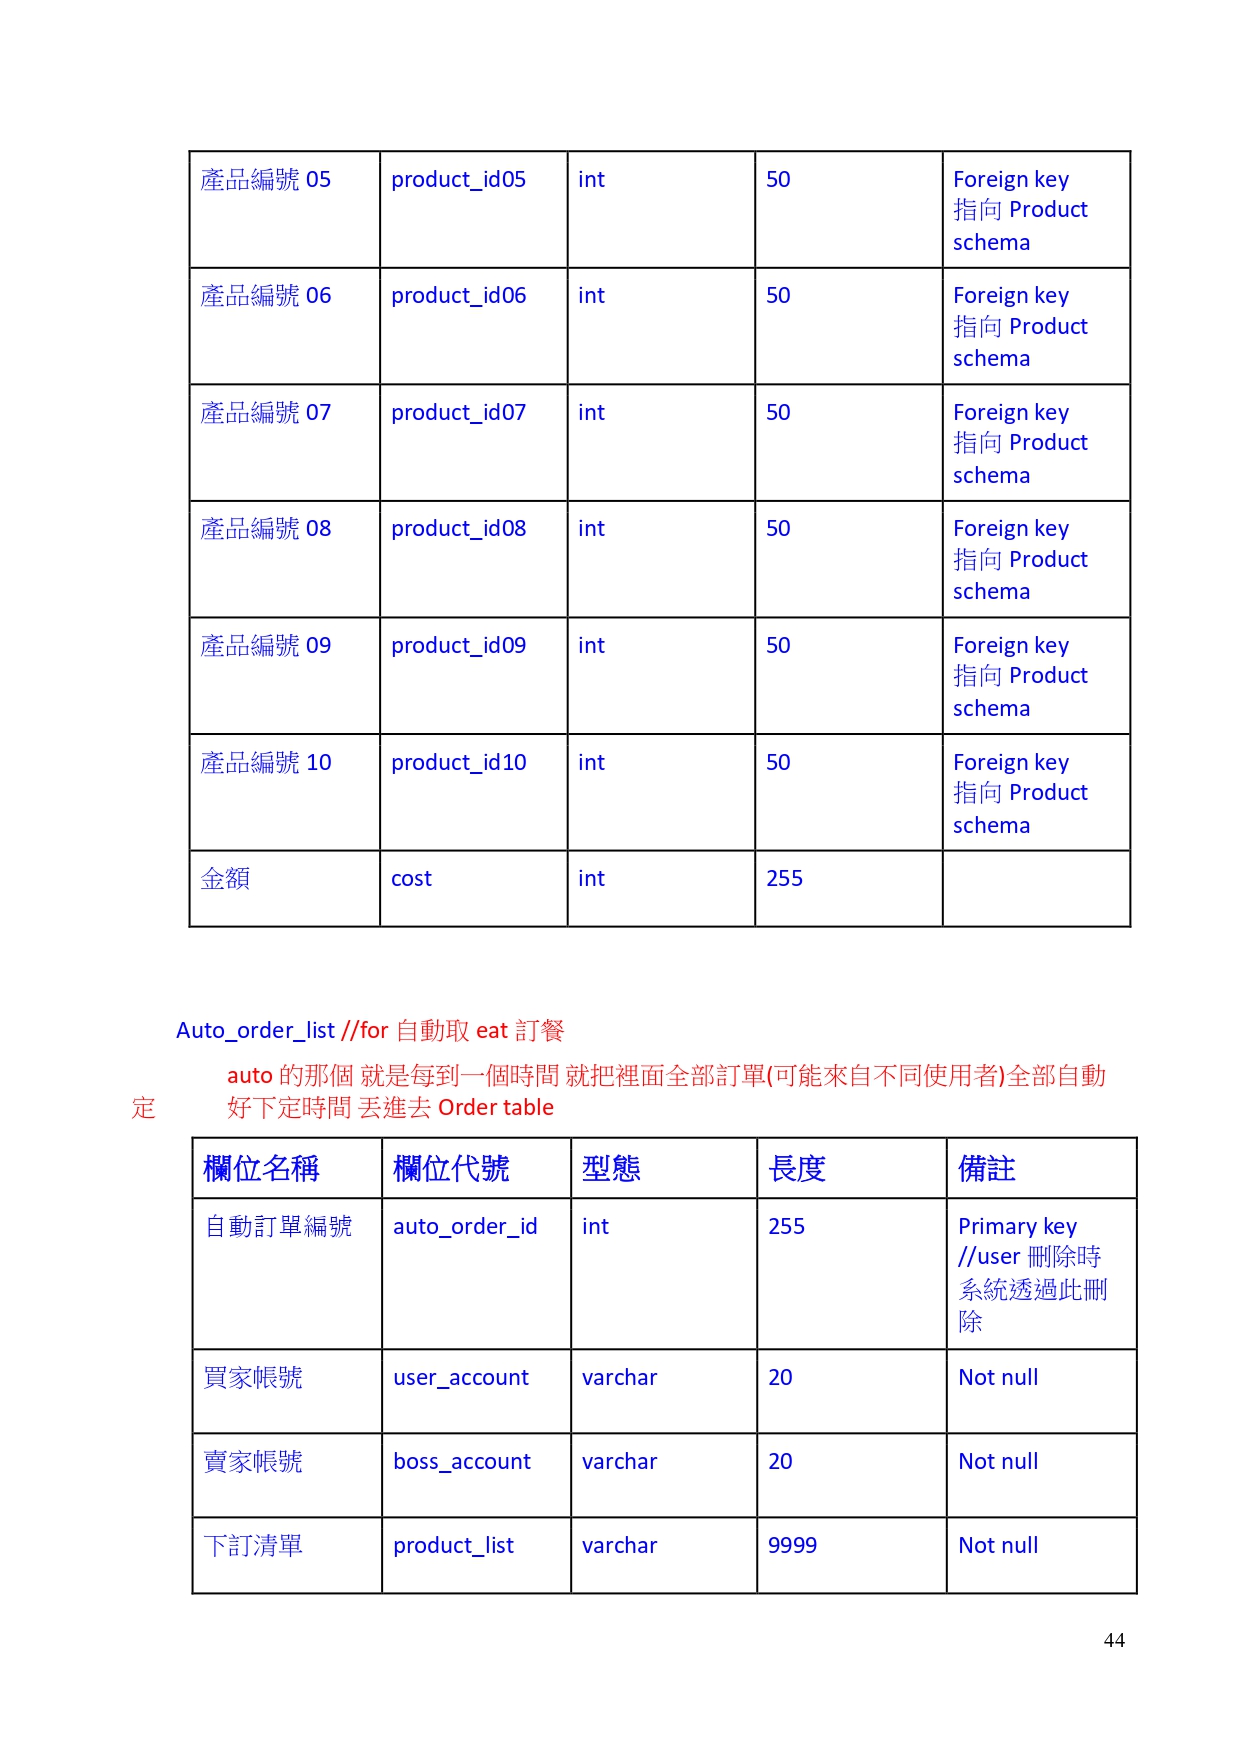 產品編號 05 product_id05 int 50 Foreign key
指向 Product
schema
產品編號 06 product_id06 int 50 Foreign key
指向 Product
schema
產品編號 07 product_id07 int 50 Foreign key
指向 Product
schema
產品編號 08 product_id08 int 50 Foreign key
指向 Product
schema
產品編號 09 product_id09 int 50 Foreign key
指向 Product
schema
產品編號 10 product_id10 int 50 Foreign key
指向 Product
schema
金額 cost int 255
Auto_order_list //for 自動取 eat 訂餐
auto 的那個 就是每到一個時間 就把裡面全部訂單(可能來自不同使用者)全部自動
定 好下定時間 丟進去 Order table
欄位名稱 欄位代號 型態 長度 備註
自動訂單編號 auto_order_id int 255 Primary key
//user 刪除時
系統透過此刪
除
買家帳號 user_account varchar 20 Not null
賣家帳號 boss_account varchar 20 Not null
下訂清單 product_list varchar 9999 Not null
44